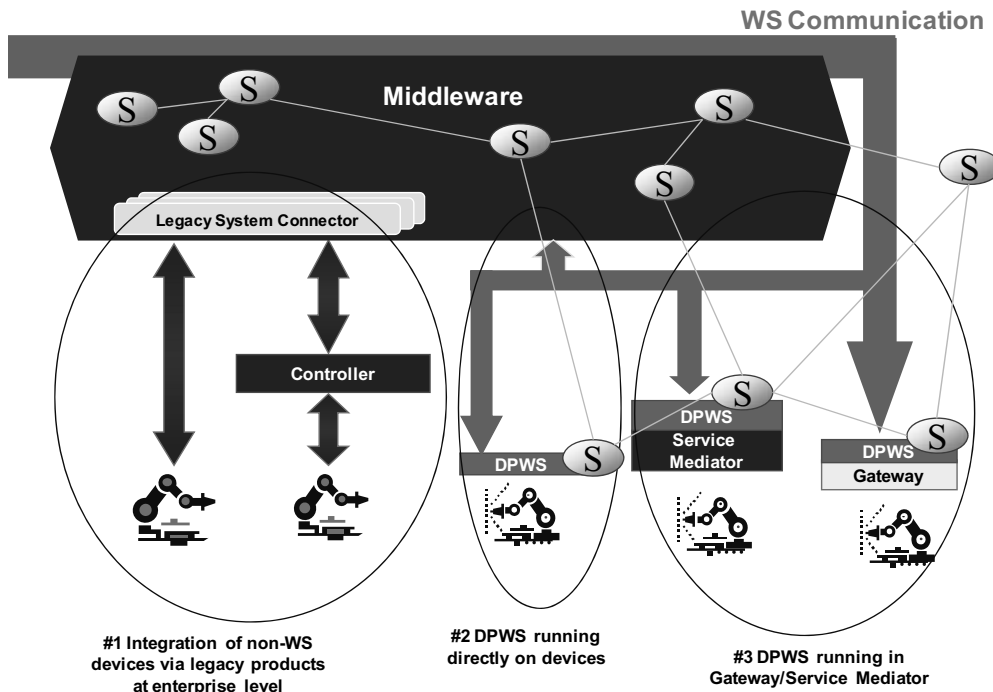 WS Communication
Middleware
S
S
S
S
S
S
S
Legacy System Connector
Controller
S
DPWS
Service
Mediator
S
DPWS
Gateway
DPWS
S
#1 Integration of non-WS
devices via legacy products
at enterprise level
#2 DPWS running
directly on devices
#3 DPWS running in
Gateway/Service Mediator